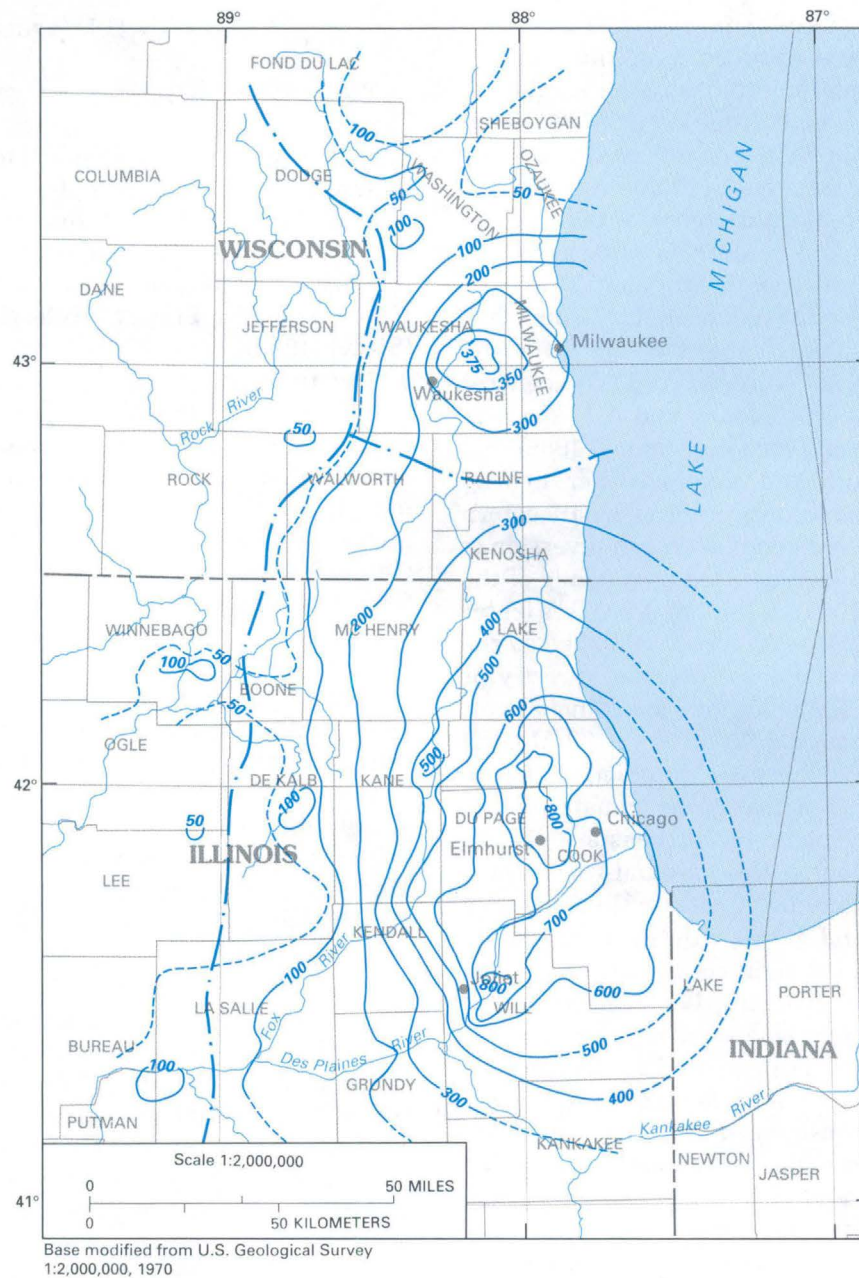 89°
88°
87°
FOND DU LAC
100
SHEBOYGAN
COLUMBIA
DODGE
OZAUKEE
WASHINGTON
50
50
100
WISCONSIN
100
200
MICHIGAN
DANE
JEFFERSON
WAUKESHA
MILWAUKEE
Milwaukee
43°
375
350
Waukesha
300
50
Rock River
LAKE
ROCK
WALWORTH
RACINE
300
KENOSHA
WINNEBAGO
200
MC HENRY
400
LAKE
100
50
500
BOONE
50
600
OGLE
500
42°
DE KALB
KANE
100
DU PAGE
800
Chicago
50
Elmhurst
COOK
ILLINOIS
LEE
700
KENDALL
100
Fox River
Joliet
800
600
LAKE
LA SALLE
WILL
PORTER
BUREAU
Des Plaines River
500
INDIANA
100
GRUNDY
300
400
Kankakee River
PUTMAN
KANKAKEE
NEWTON
JASPER
41°
Scale 1:2,000,000
0 50 MILES
0 50 KILOMETERS
Base modified from U.S. Geological Survey
1:2,000,000, 1970